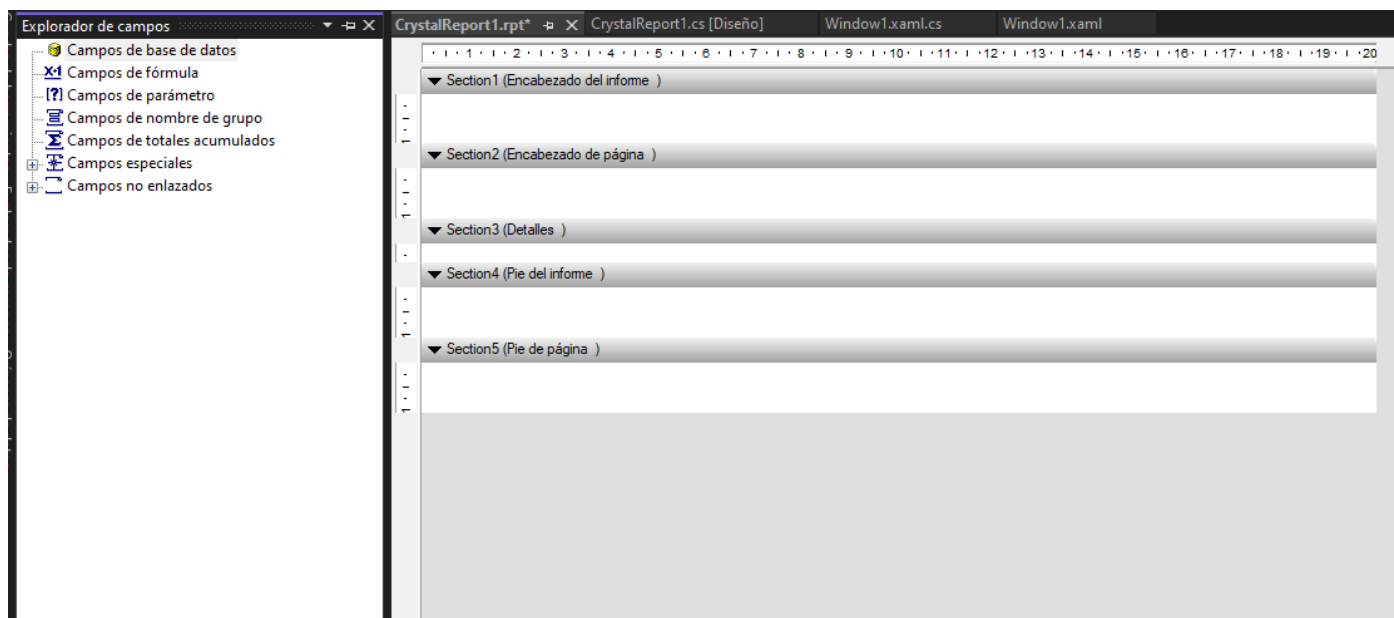 Explorador de campos
Campos de base de datos
Campos de fórmula
Campos de parámetro
Campos de nombre de grupo
Campos de totales acumulados
Campos especiales
Campos no enlazados
CrystalReport1.rpt* CrystalReport1.cs [Diseño] Window1.xaml.cs Window1.xaml
1 2 3 4 5 6 7 8 9 10 11 12 13 14 15 16 17 18 19 20
Section1 (Encabezado del informe )
1
Section2 (Encabezado de página )
1
Section3 (Detalles )
Section4 (Pie del informe )
1
Section5 (Pie de página )
1